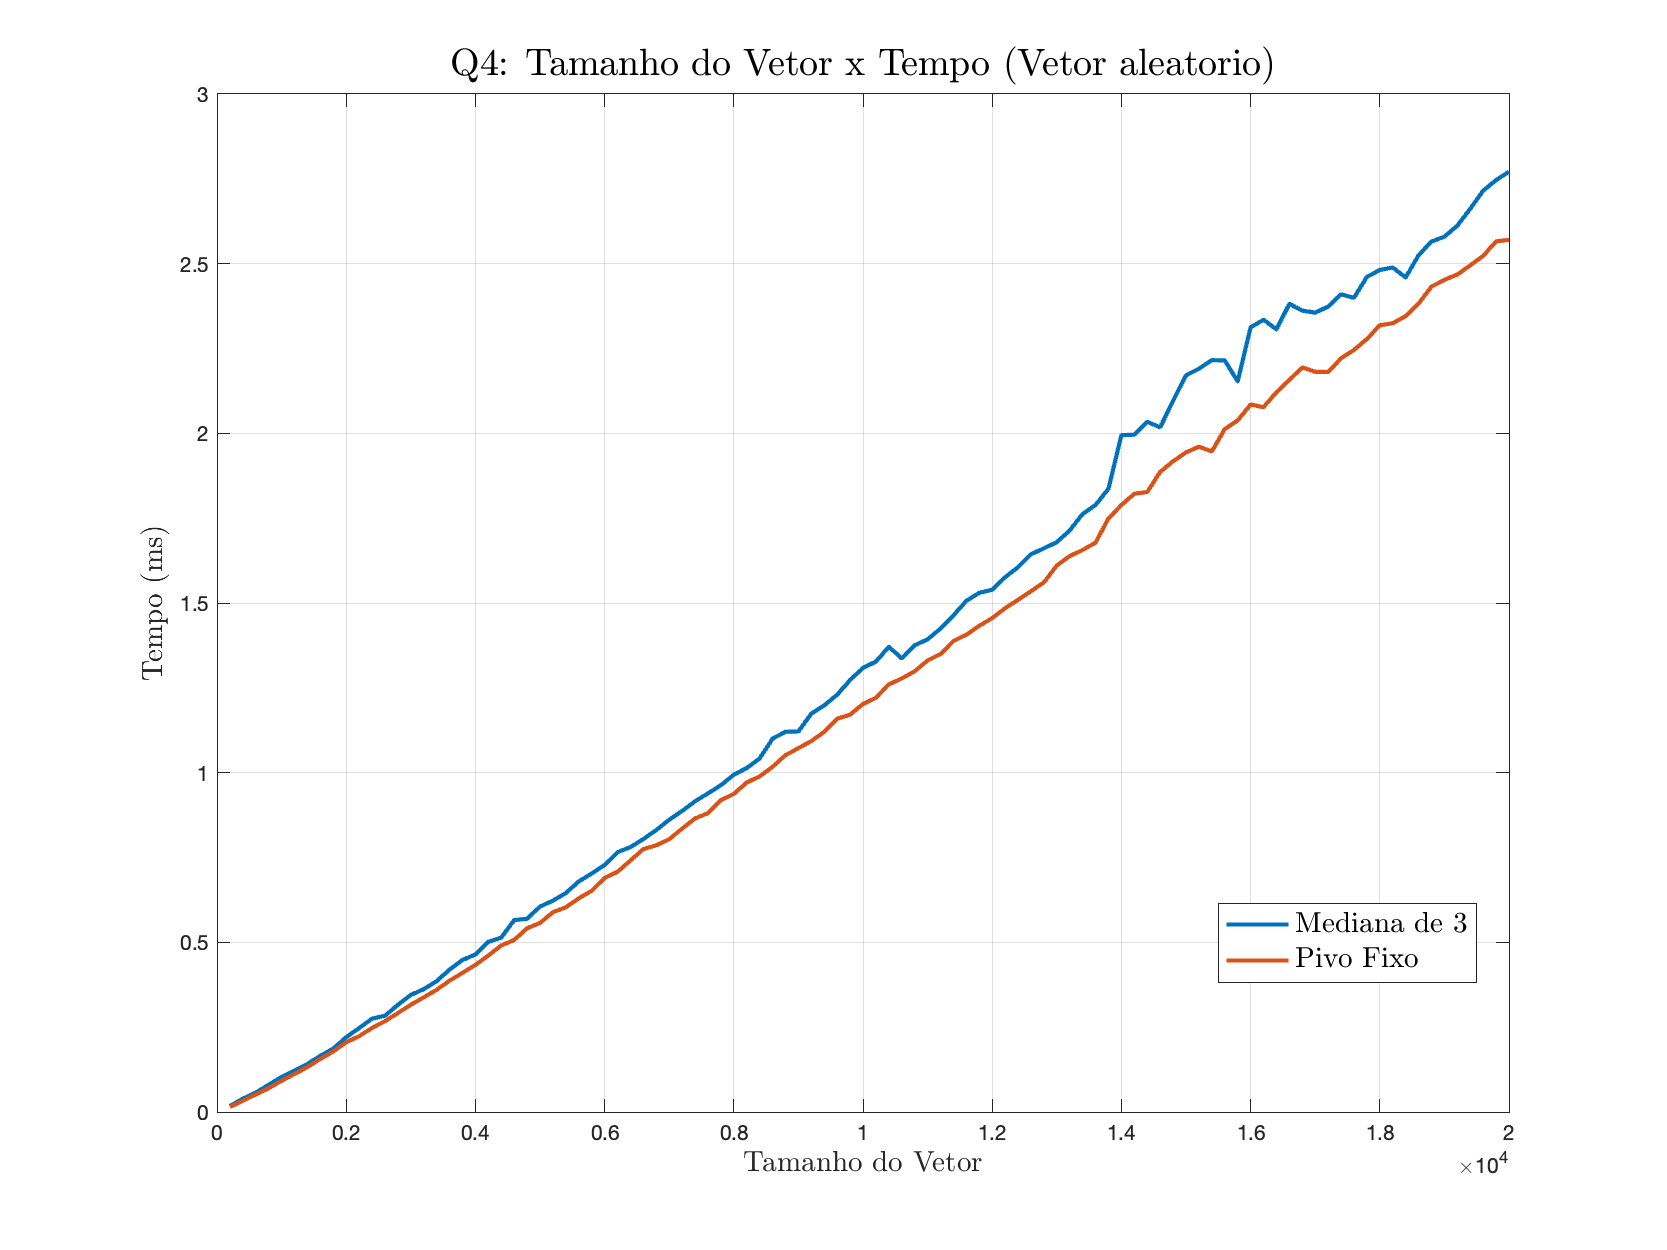 Q4: Tamanho do Vetor x Tempo (Vetor aleatorio)
3
2.5
2
1.5
1
0.5
0
Tempo (ms)
Mediana de 3
Pivo Fixo
0 0.2 0.4 0.6 0.8 1 1.2 1.4 1.6 1.8 2
Tamanho do Vetor
×10⁴